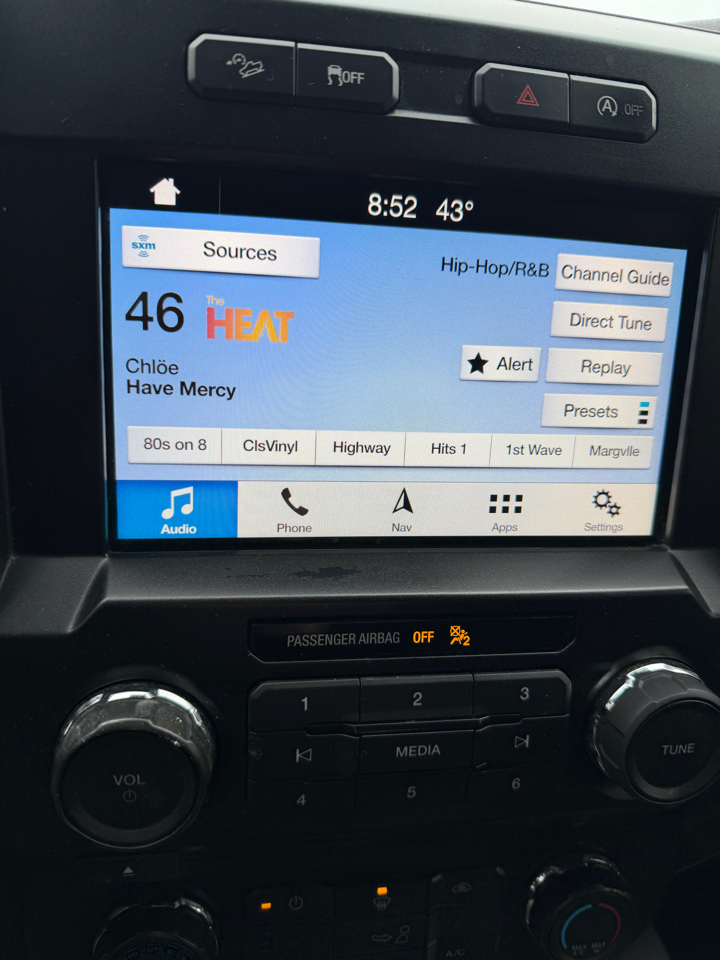 OFF
A OFF
8:52 43°
sxm Sources
Hip-Hop/R&B Channel Guide
46 The HEAT
Direct Tune
Chlöe
Have Mercy
Alert Replay
Presets
80s on 8 ClsVinyl Highway Hits 1 1st Wave Margvlle
Audio Phone Nav Apps Settings
PASSENGER AIRBAG OFF 2
1 2 3
VOL MEDIA TUNE
4 5 6
A/C